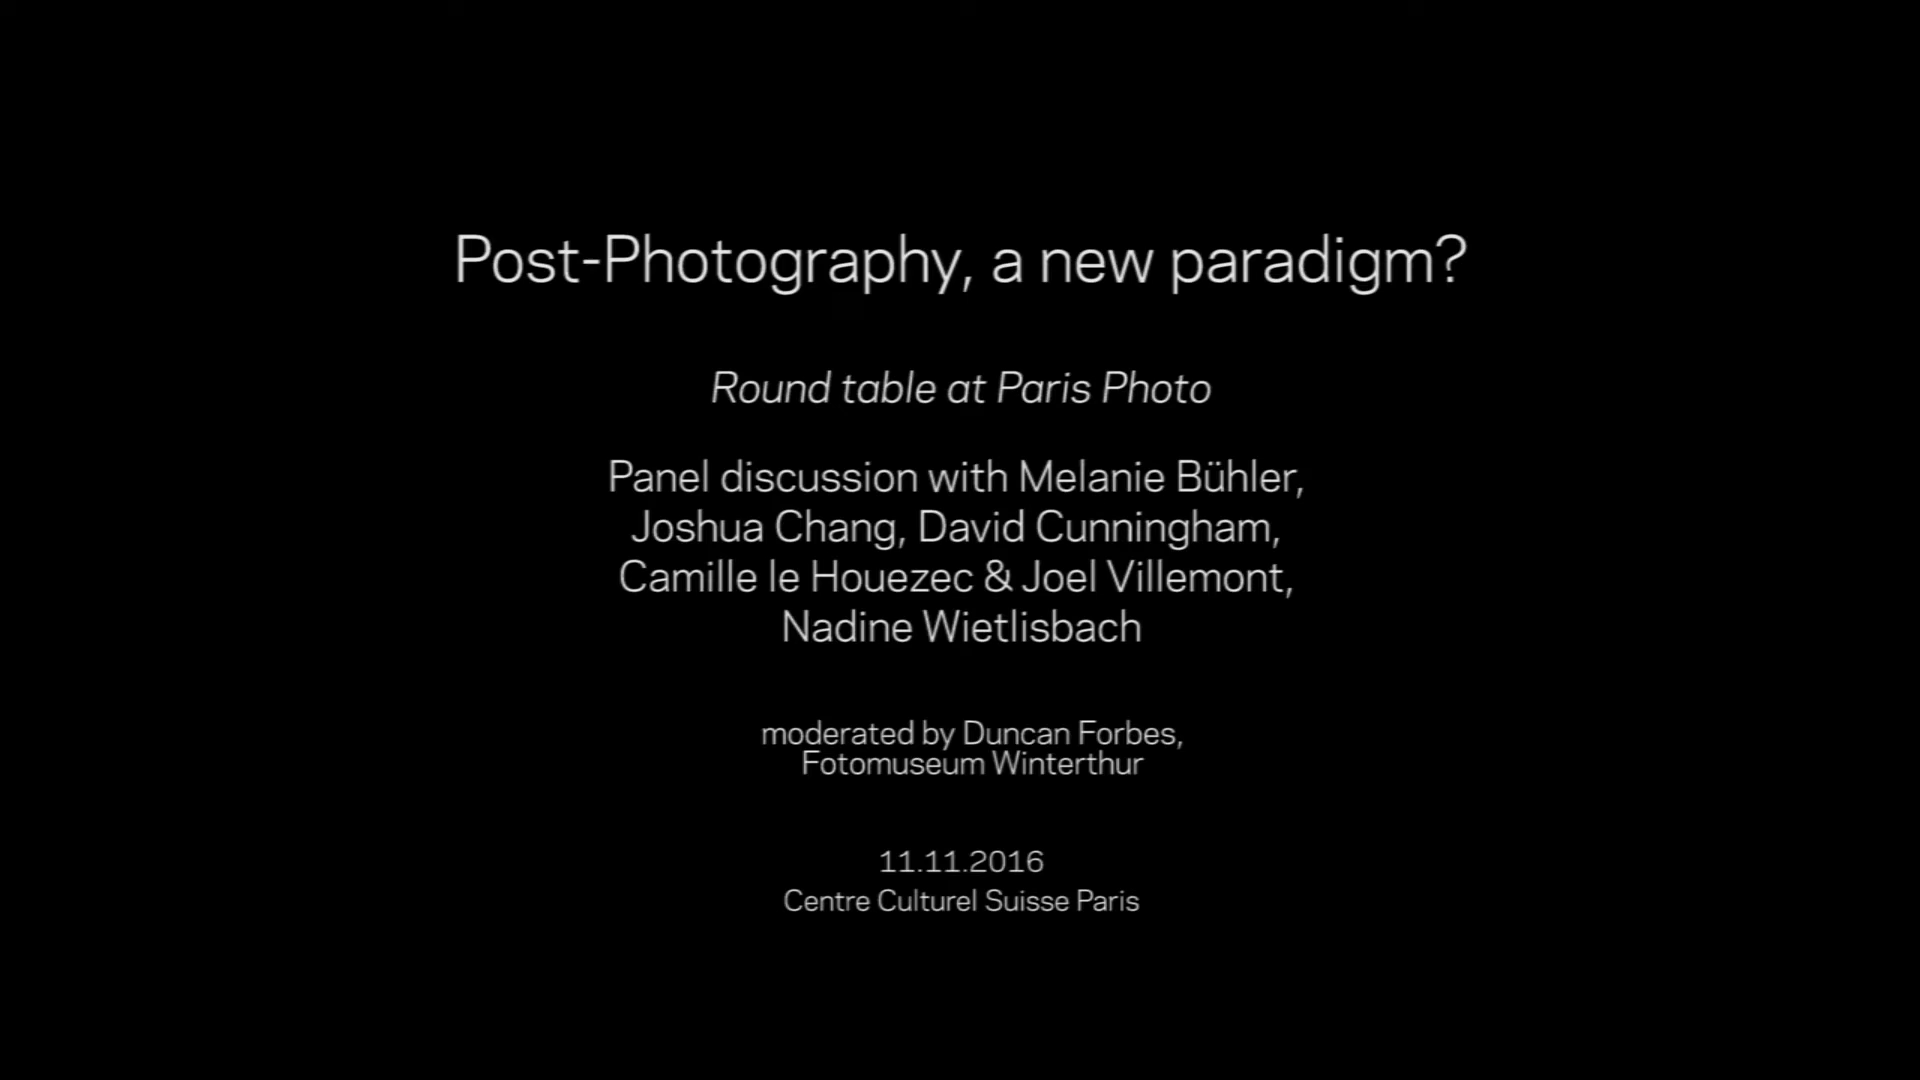 Post-Photography, a new paradigm?
Round table at Paris Photo
Panel discussion with Melanie Bühler,
Joshua Chang, David Cunningham,
Camille le Houezec & Joel Villemont,
Nadine Wietlisbach
moderated by Duncan Forbes,
Fotomuseum Winterthur
11.11.2016
Centre Culturel Suisse Paris